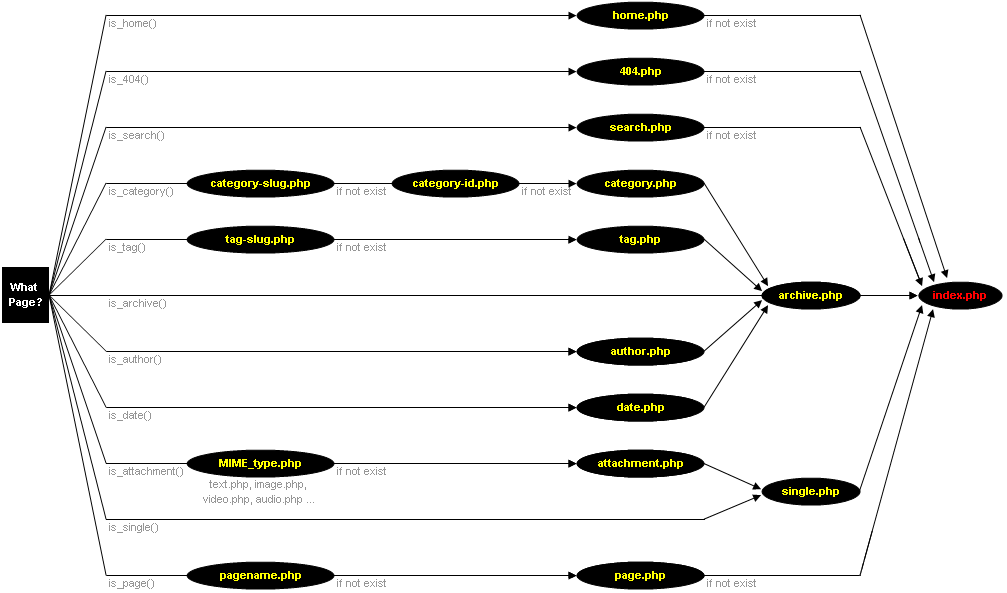 home.php
is_home()
if not exist
404.php
is_404()
if not exist
search.php
is_search()
if not exist
category-slug.php
category-id.php
category.php
is_category()
if not exist
if not exist
tag-slug.php
tag.php
is_tag()
if not exist
What
Page?
archive.php
index.php
is_archive()
author.php
is_author()
date.php
is_date()
MIME_type.php
attachment.php
is_attachment()
if not exist
text.php, image.php,
video.php, audio.php ...
single.php
is_single()
pagename.php
page.php
is_page()
if not exist
if not exist